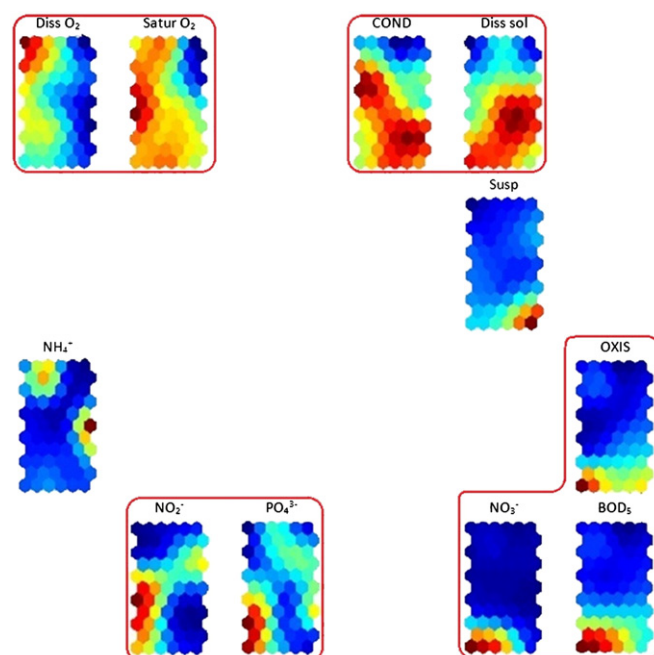 Diss O₂ Satur O₂ COND Diss sol
Susp
NH₄⁺ OXIS
NO₂⁻ PO₄³⁻ NO₃⁻ BOD₅